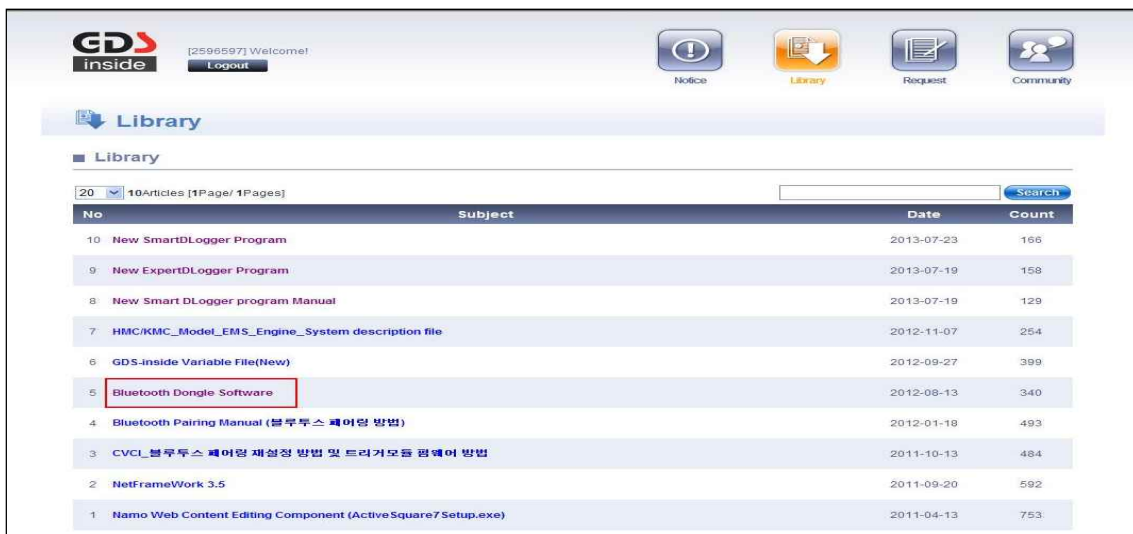 GDS
inside
[2596597] Welcome!
Logout
Notice
Library
Request
Community
Library
Library
20 10Articles [1Page/ 1Pages] Search
No Subject Date Count
10 New SmartDLogger Program 2013-07-23 166
9 New ExpertDLogger Program 2013-07-19 158
8 New Smart DLogger program Manual 2013-07-19 129
7 HMC/KMC_Model_EMS_Engine_System description file 2012-11-07 254
6 GDS-inside Variable File(New) 2012-09-27 399
5 Bluetooth Dongle Software 2012-08-13 340
4 Bluetooth Pairing Manual (블루투스 페어링 방법) 2012-01-18 493
3 CVCI_블루투스 페어링 재설정 방법 및 트리거모듈 펌웨어 방법 2011-10-13 484
2 NetFrameWork 3.5 2011-09-20 592
1 Namo Web Content Editing Component (ActiveSquare7Setup.exe) 2011-04-13 753